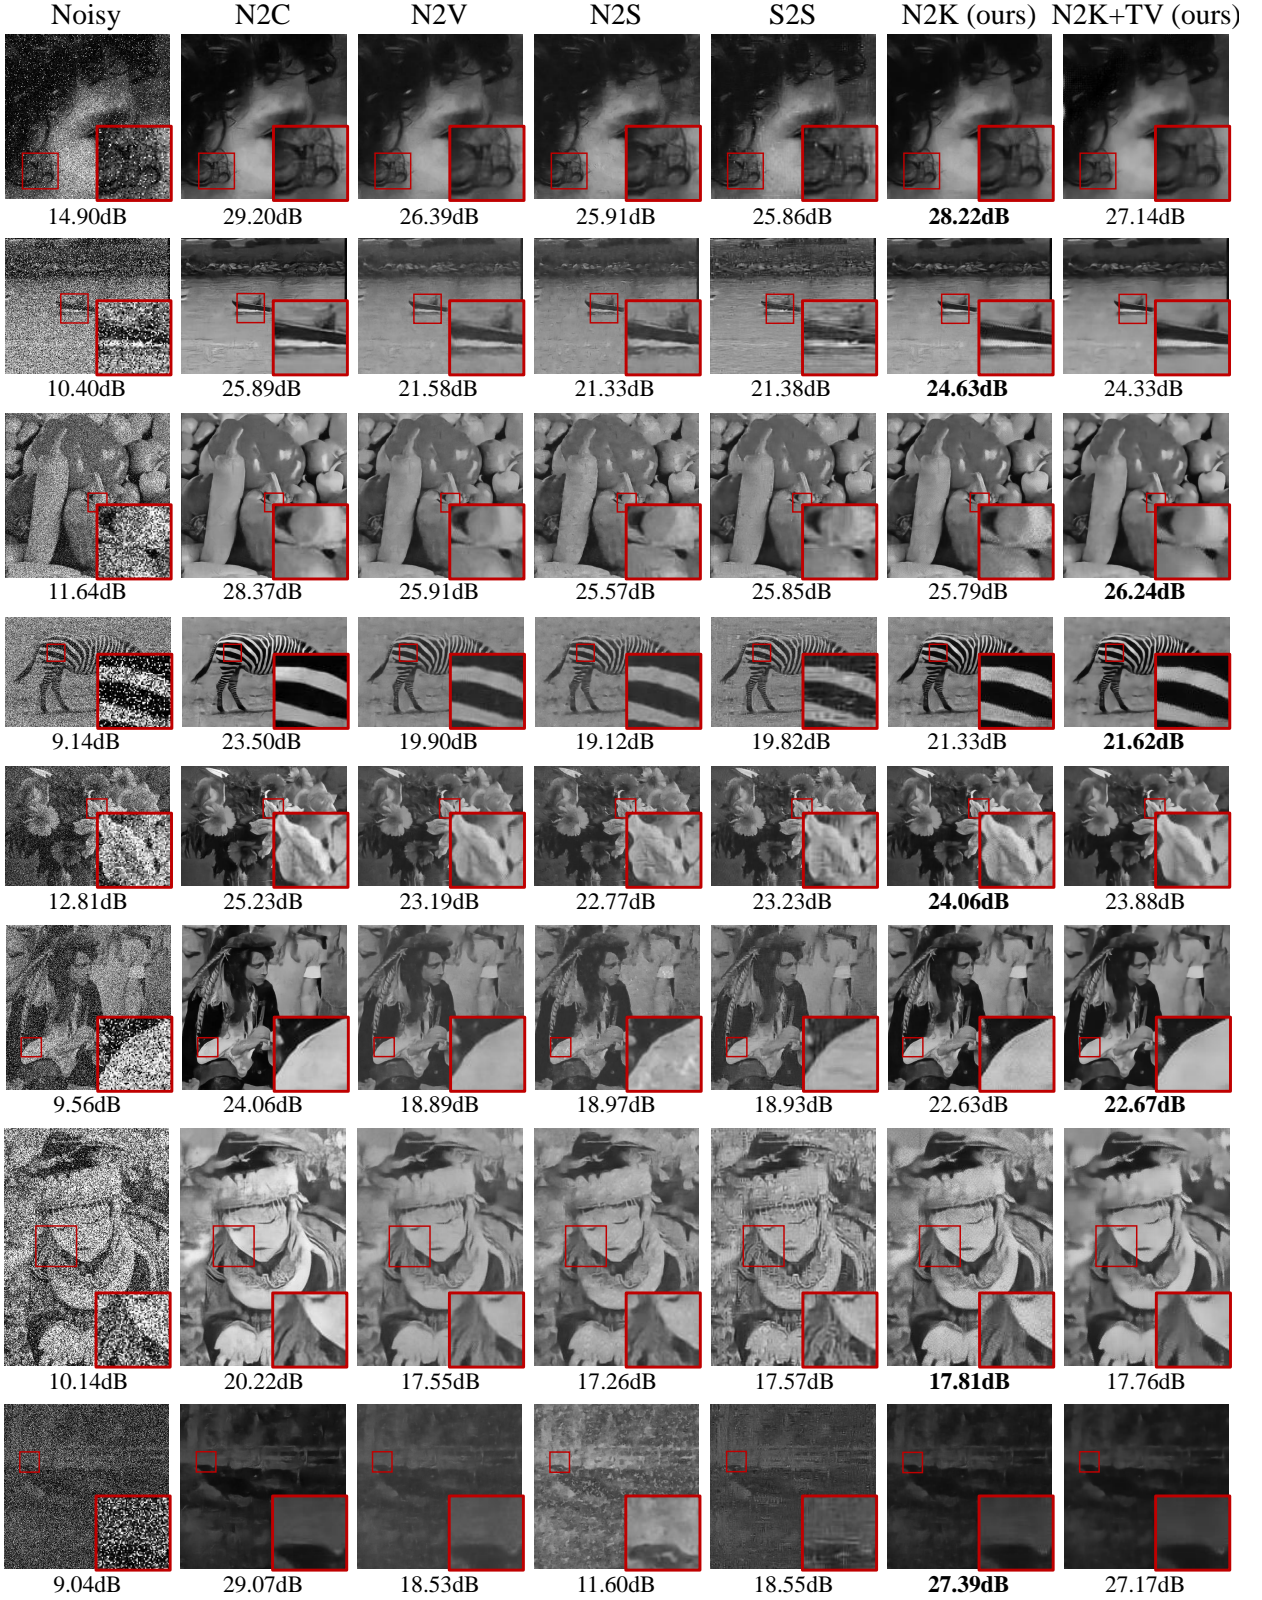 Noisy N2C N2V N2S S2S N2K (ours) N2K+TV (ours)
14.90dB 29.20dB 26.39dB 25.91dB 25.86dB 28.22dB 27.14dB
10.40dB 25.89dB 21.58dB 21.33dB 21.38dB 24.63dB 24.33dB
11.64dB 28.37dB 25.91dB 25.57dB 25.85dB 25.79dB 26.24dB
9.14dB 23.50dB 19.90dB 19.12dB 19.82dB 21.33dB 21.62dB
12.81dB 25.23dB 23.19dB 22.77dB 23.23dB 24.06dB 23.88dB
9.56dB 24.06dB 18.89dB 18.97dB 18.93dB 22.63dB 22.67dB
10.14dB 20.22dB 17.55dB 17.26dB 17.57dB 17.81dB 17.76dB
9.04dB 29.07dB 18.53dB 11.60dB 18.55dB 27.39dB 27.17dB